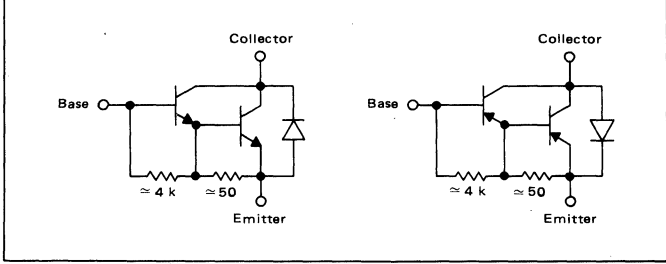 Collector
Base
≃ 4 k
≃ 50
Emitter
Collector
Base
≃ 4 k
≃ 50
Emitter